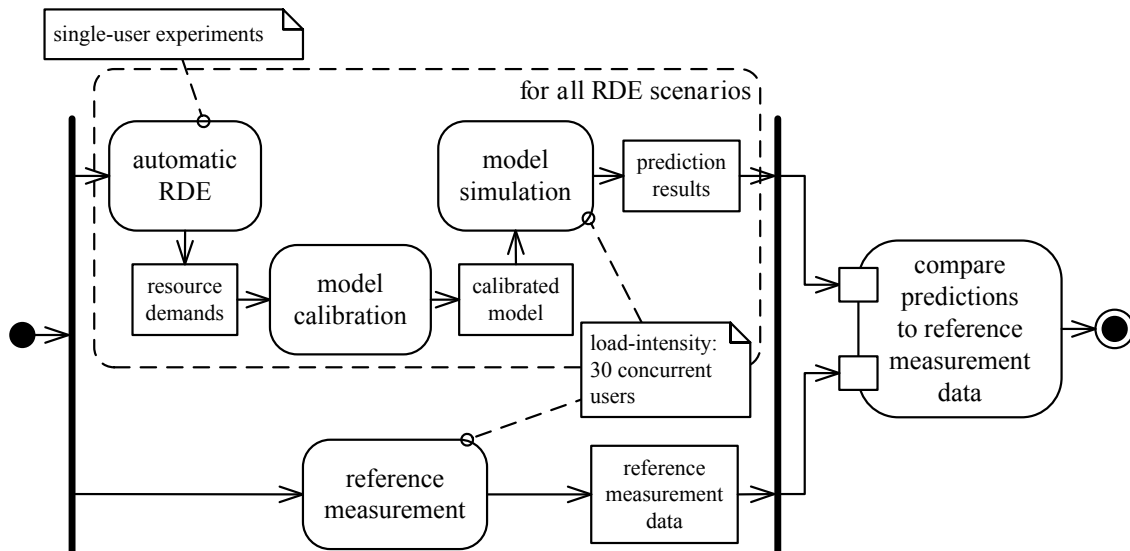 single-user experiments
for all RDE scenarios
automatic
RDE
model
simulation
prediction
results
resource
demands
model
calibration
calibrated
model
compare
predictions
to reference
measurement
data
load-intensity:
30 concurrent
users
reference
measurement
reference
measurement
data